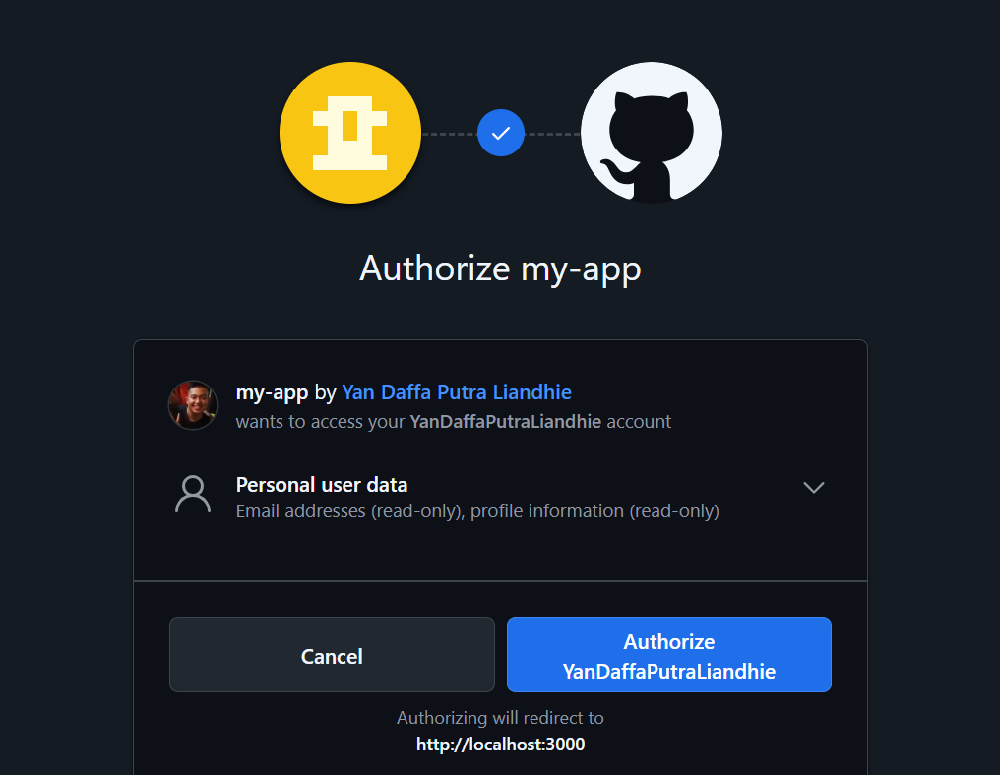 Authorize my-app
my-app by Yan Daffa Putra Liandhie
wants to access your YanDaffaPutraLiandhie account
Personal user data
Email addresses (read-only), profile information (read-only)
Cancel
Authorize
YanDaffaPutraLiandhie
Authorizing will redirect to
http://localhost:3000